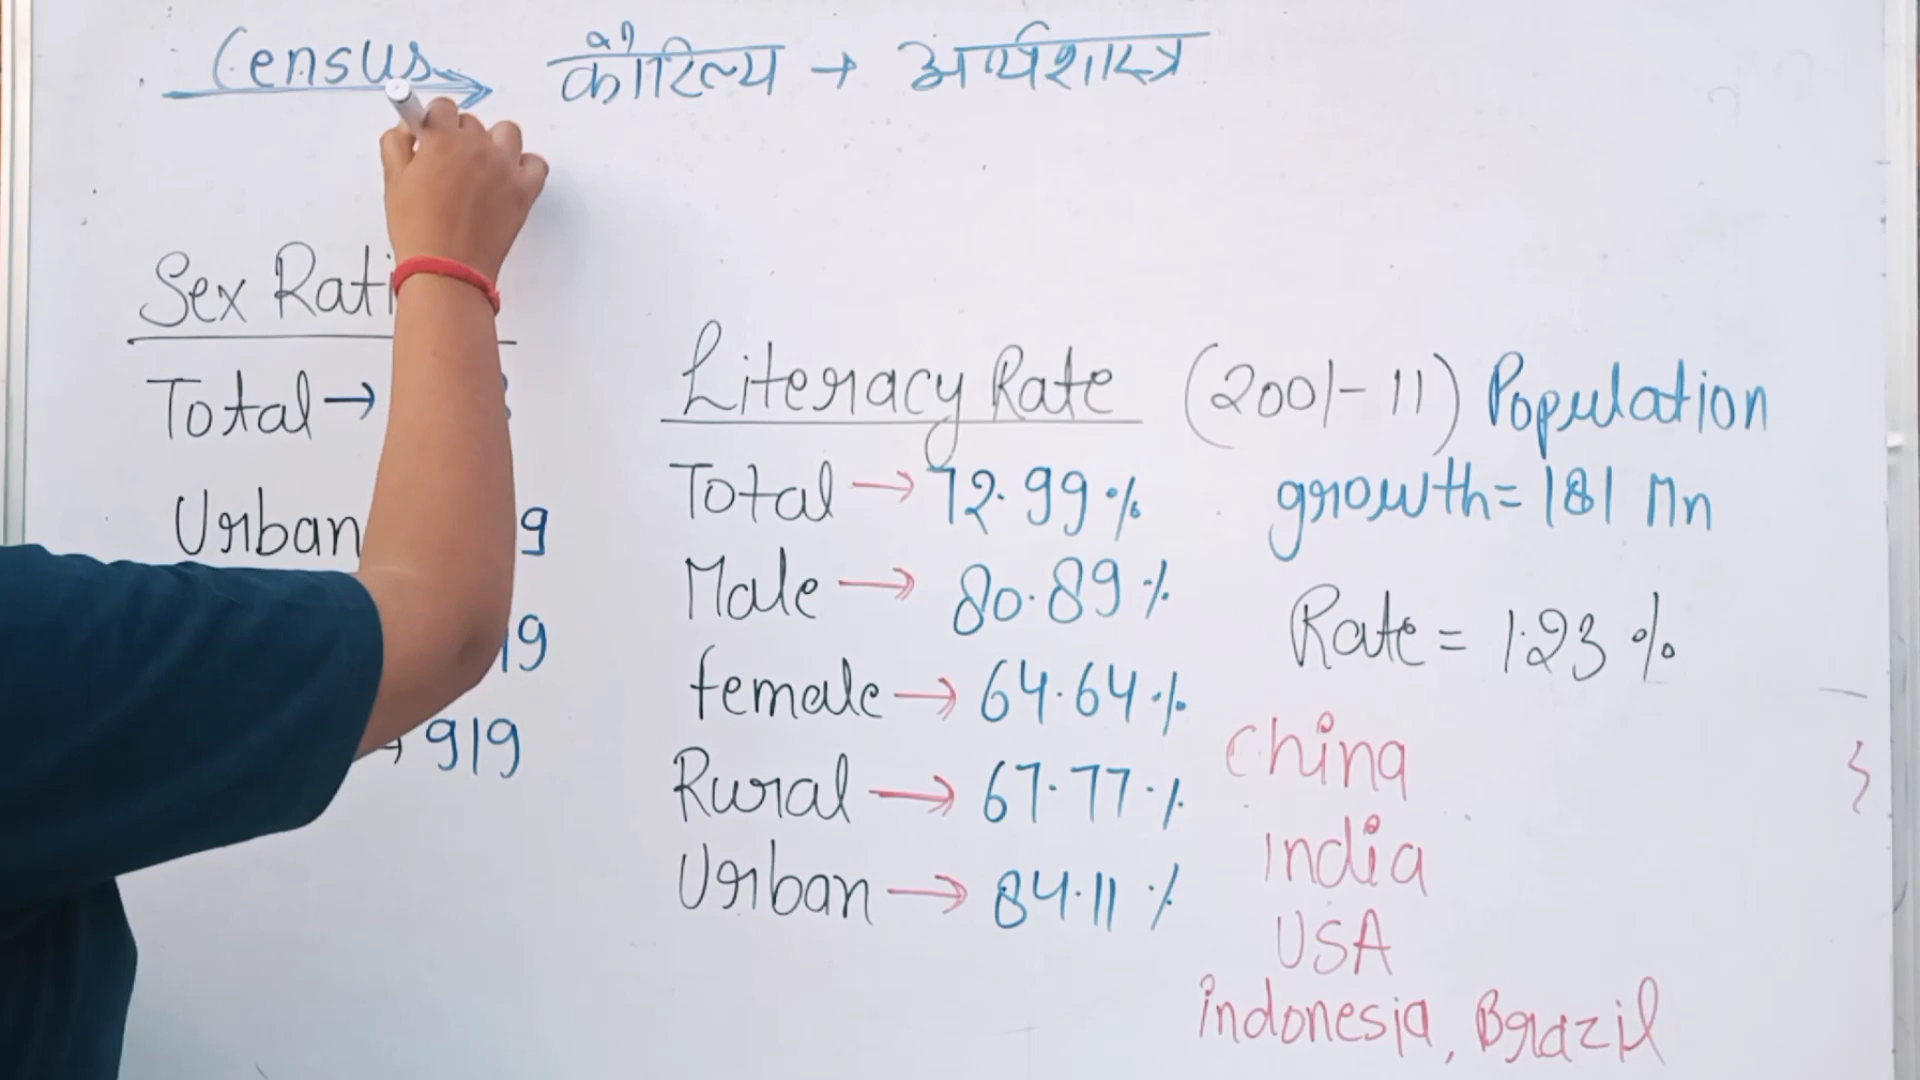 Census → कौटिल्य → अर्थशास्त्र
Sex Rati
Total →
Urban 9
19
→ 919
Literacy Rate
Total → 72.99%
Male → 80.89%
female → 64.64%
Rural → 67.77%
Urban → 84.11%
(2001-11) Population
growth = 181 Mn
Rate = 1.23%
China
India
USA
indonesia, Brazil